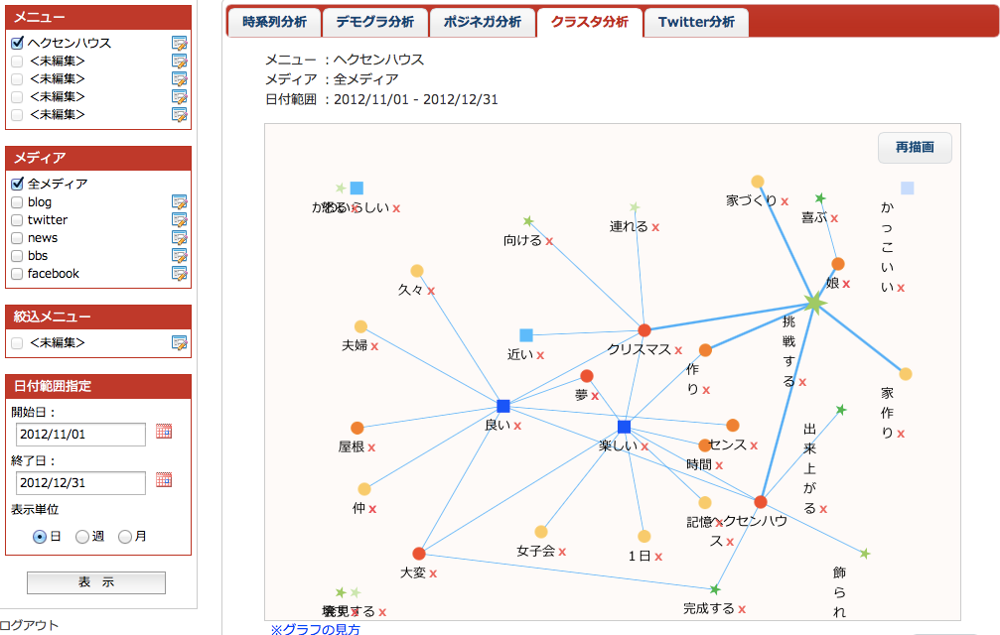 メニュー
ヘクセンハウス
<未編集>
<未編集>
<未編集>
<未編集>
メディア
全メディア
blog
twitter
news
bbs
facebook
絞込メニュー
<未編集>
日付範囲指定
開始日：
2012/11/01
終了日：
2012/12/31
表示単位
日 週 月
表 示
ログアウト
時系列分析 デモグラ分析 ポジネガ分析 クラスタ分析 Twitter分析
メニュー ：ヘクセンハウス
メディア ：全メディア
日付範囲 ：2012/11/01 - 2012/12/31
再描画
らしい x
家づくり x
喜ぶ x
かっこいい x
連れる x
向ける x
娘 x
久々 x
挑戦する x
夫婦 x
近い x
クリスマス x
作り x
夢 x
家作り x
良い x
屋根 x
楽しい x
センス x
時間 x
出来上がる x
仲 x
記憶 x
ヘクセンハウス x
女子会 x
1日 x
大変 x
飾られ
発見する x
完成する x
※グラフの見方